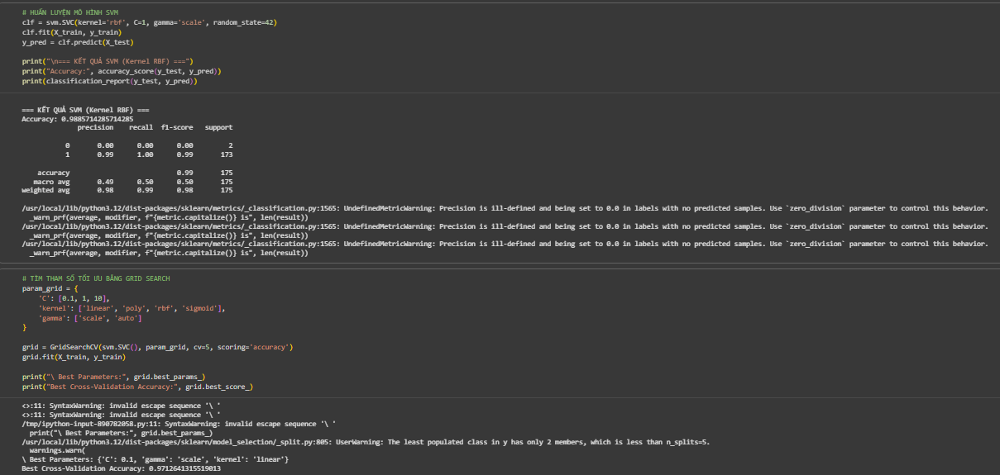 # HUẤN LUYỆN MÔ HÌNH SVM
clf = svm.SVC(kernel='rbf', C=1, gamma='scale', random_state=42)
clf.fit(X_train, y_train)
y_pred = clf.predict(X_test)
print("\n=== KẾT QUẢ SVM (Kernel RBF) ===")
print("Accuracy:", accuracy_score(y_test, y_pred))
print(classification_report(y_test, y_pred))
=== KẾT QUẢ SVM (Kernel RBF) ===
Accuracy: 0.9885714285714285
precision recall f1-score support
0 0.00 0.00 0.00 2
1 0.99 1.00 0.99 173
accuracy 0.99 175
macro avg 0.49 0.50 0.50 175
weighted avg 0.98 0.99 0.98 175
/usr/local/lib/python3.12/dist-packages/sklearn/metrics/_classification.py:1565: UndefinedMetricWarning: Precision is ill-defined and being set to 0.0 in labels with no predicted samples. Use `zero_division` parameter to control this behavior.
_warn_prf(average, modifier, f"{metric.capitalize()} is", len(result))
/usr/local/lib/python3.12/dist-packages/sklearn/metrics/_classification.py:1565: UndefinedMetricWarning: Precision is ill-defined and being set to 0.0 in labels with no predicted samples. Use `zero_division` parameter to control this behavior.
_warn_prf(average, modifier, f"{metric.capitalize()} is", len(result))
/usr/local/lib/python3.12/dist-packages/sklearn/metrics/_classification.py:1565: UndefinedMetricWarning: Precision is ill-defined and being set to 0.0 in labels with no predicted samples. Use `zero_division` parameter to control this behavior.
_warn_prf(average, modifier, f"{metric.capitalize()} is", len(result))
# TÌM THAM SỐ TỐI ƯU BẰNG GRID SEARCH
param_grid = {
'C': [0.1, 1, 10],
'kernel': ['linear', 'poly', 'rbf', 'sigmoid'],
'gamma': ['scale', 'auto']
}
grid = GridSearchCV(svm.SVC(), param_grid, cv=5, scoring='accuracy')
grid.fit(X_train, y_train)
print("\ Best Parameters:", grid.best_params_)
print("Best Cross-Validation Accuracy:", grid.best_score_)
<>:11: SyntaxWarning: invalid escape sequence '\ '
<>:11: SyntaxWarning: invalid escape sequence '\ '
/tmp/ipython-input-890782058.py:11: SyntaxWarning: invalid escape sequence '\ '
print("\ Best Parameters:", grid.best_params_)
/usr/local/lib/python3.12/dist-packages/sklearn/model_selection/_split.py:805: UserWarning: The least populated class in y has only 2 members, which is less than n_splits=5.
warnings.warn(
\ Best Parameters: {'C': 0.1, 'gamma': 'scale', 'kernel': 'linear'}
Best Cross-Validation Accuracy: 0.9712641315519013